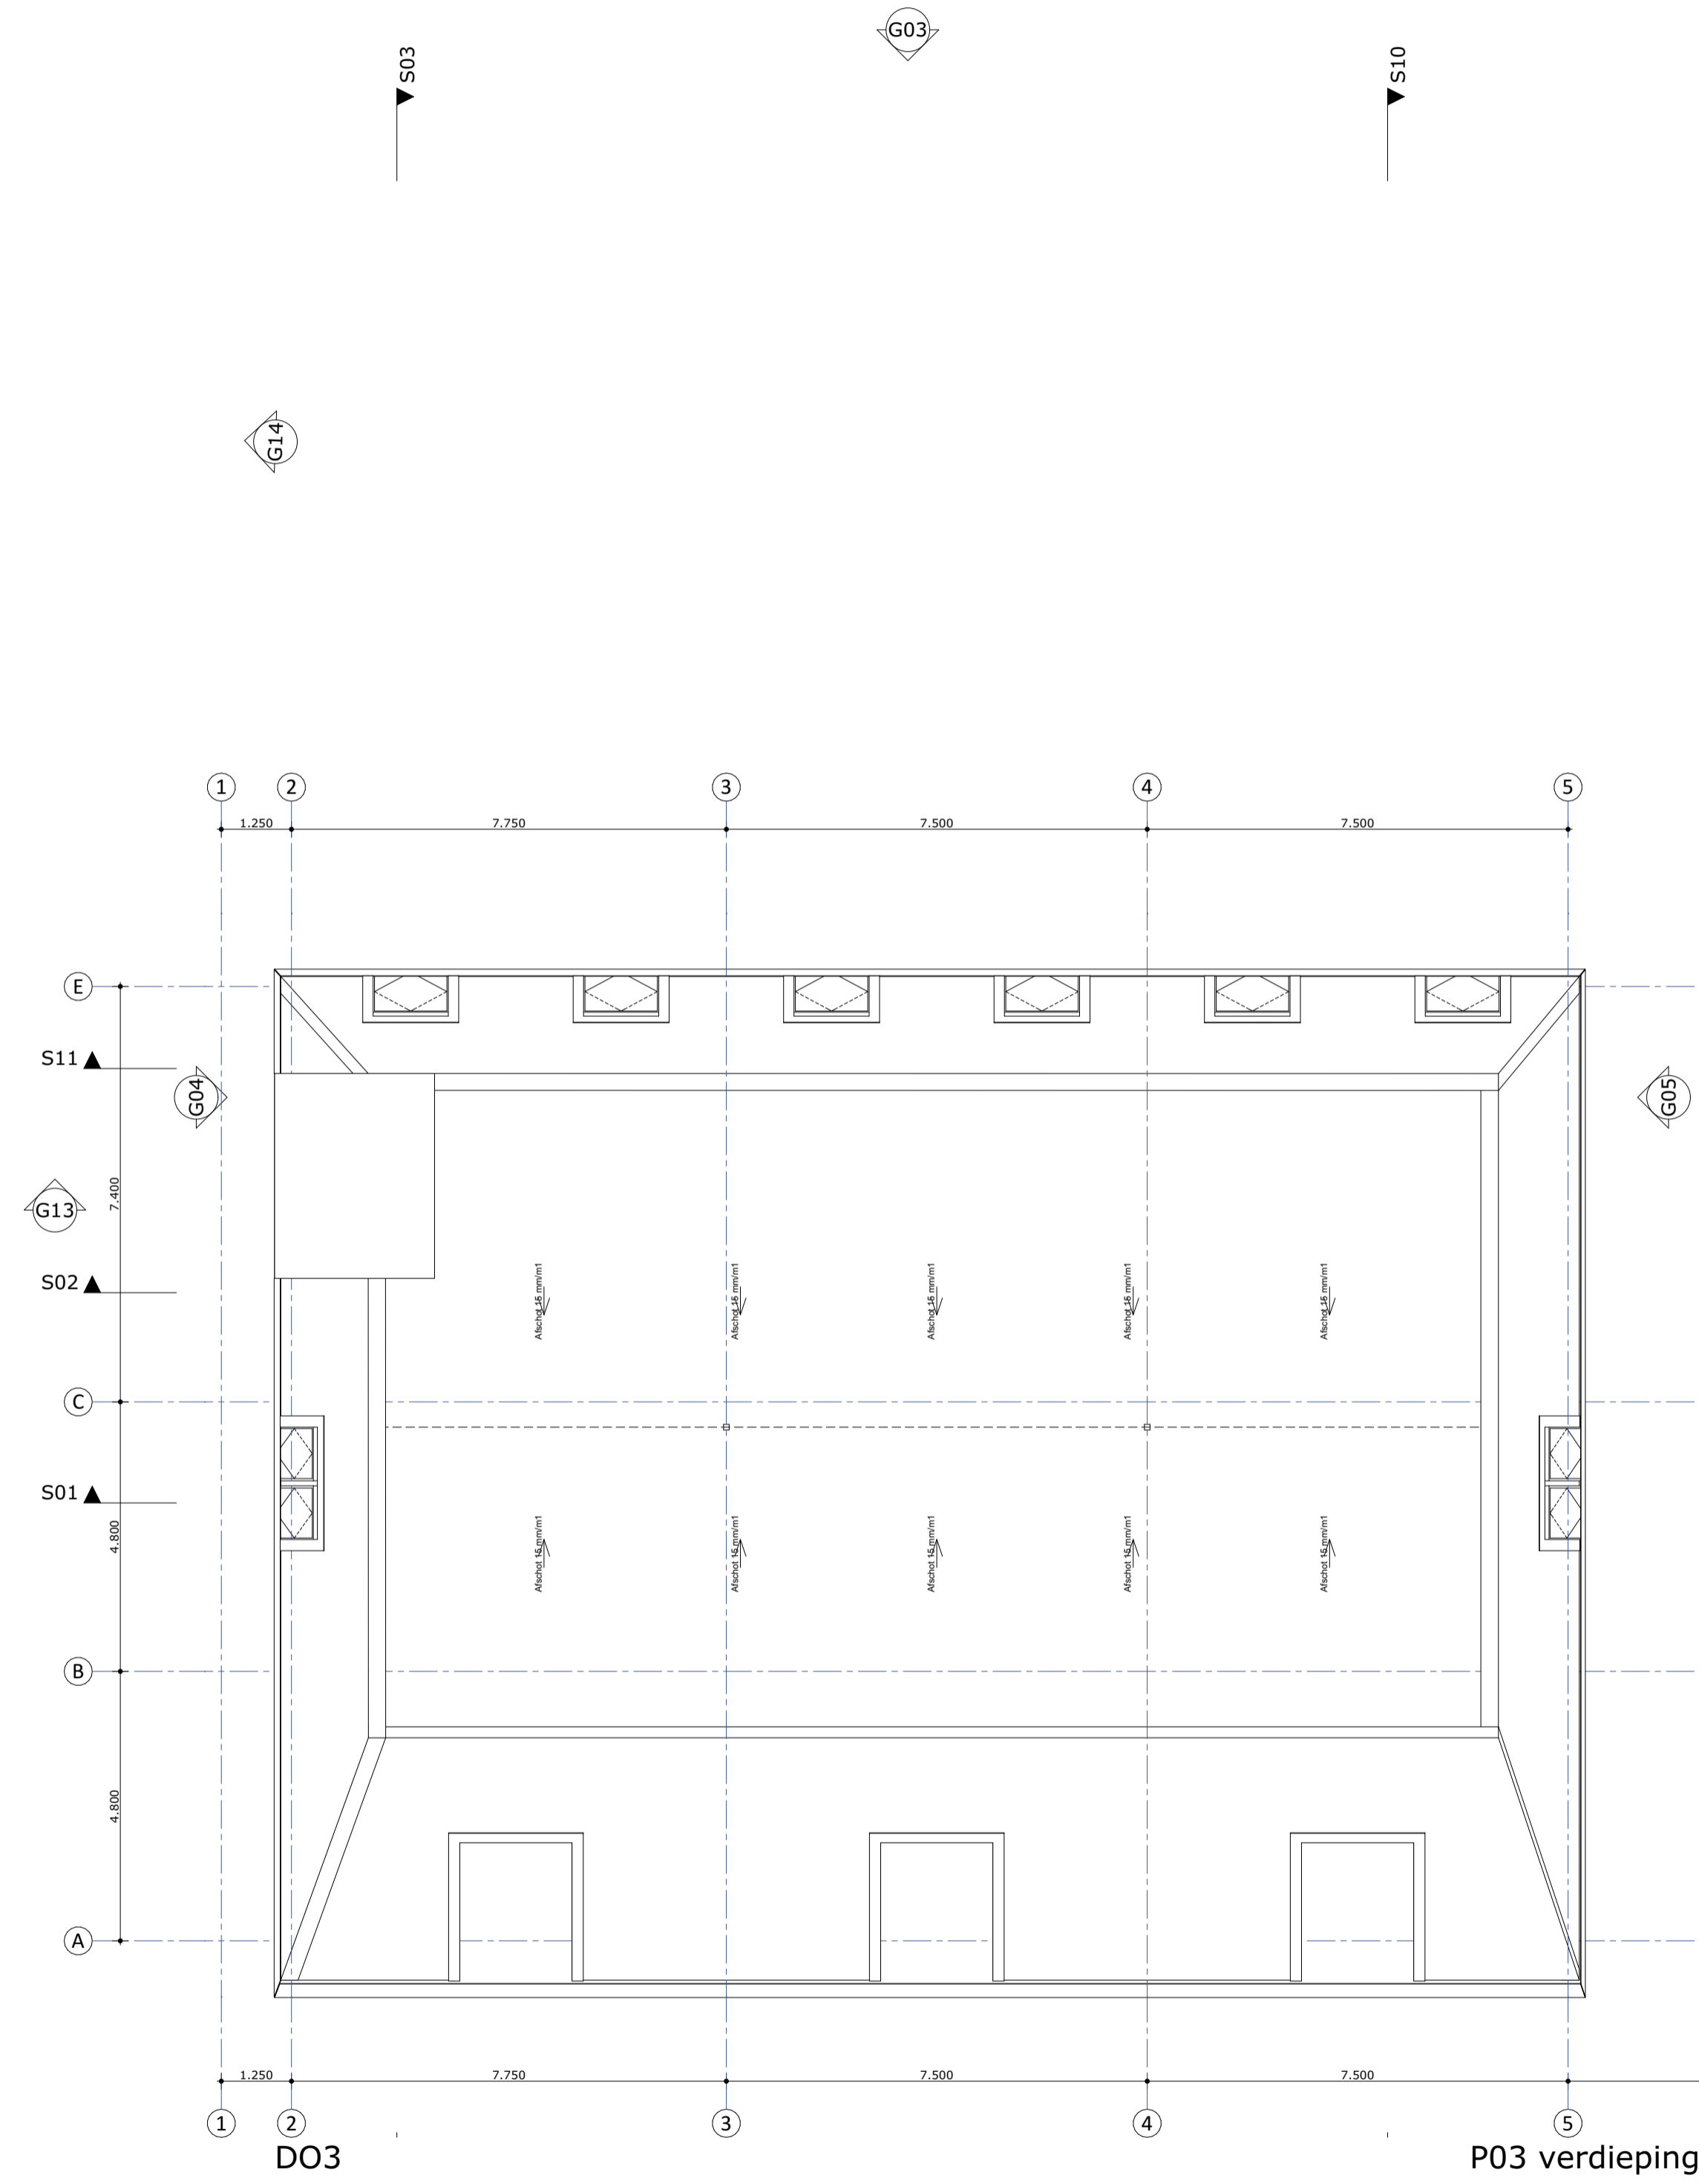 G03
S03
S10
G14
1 2 3 4 5
1.250 7.750 7.500 7.500
E
S11
G04
G05
7.400
G13
S02
Afschot 15 mm/m1 Afschot 15 mm/m1 Afschot 15 mm/m1 Afschot 15 mm/m1 Afschot 15 mm/m1
C
S01
4.800
Afschot 15 mm/m1 Afschot 15 mm/m1 Afschot 15 mm/m1 Afschot 15 mm/m1 Afschot 15 mm/m1
B
4.800
A
1.250 7.750 7.500 7.500
1 2 3 4 5
DO3
P03 verdieping